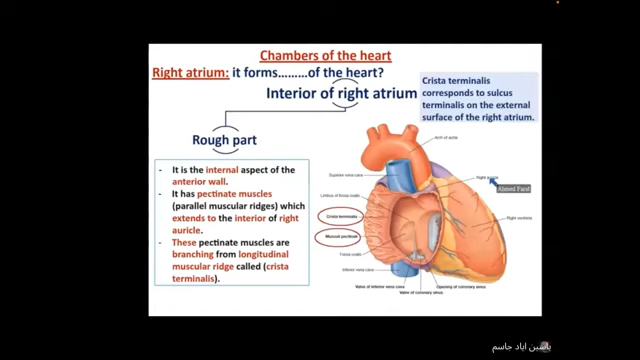 Chambers of the heart
Right atrium: it forms.........of the heart?
Interior of right atrium
Crista terminalis
corresponds to sulcus
terminalis on the external
surface of the right atrium.
Rough part
- It is the internal aspect of the
anterior wall.
- It has pectinate muscles
(parallel muscular ridges) which
extends to the interior of right
auricle.
- These pectinate muscles are
branching from longitudinal
muscular ridge called (crista
terminalis).
Arch of aorta
Superior vena cava
Right auricle
Ahmed Farid
Limbus of fossa ovalis
Crista terminalis
Right ventricle
Musculi pectinati
Fossa ovalis
Inferior vena cava
Valve of inferior vena cava
Opening of coronary sinus
Valve of coronary sinus
ياسين اياد جاسم